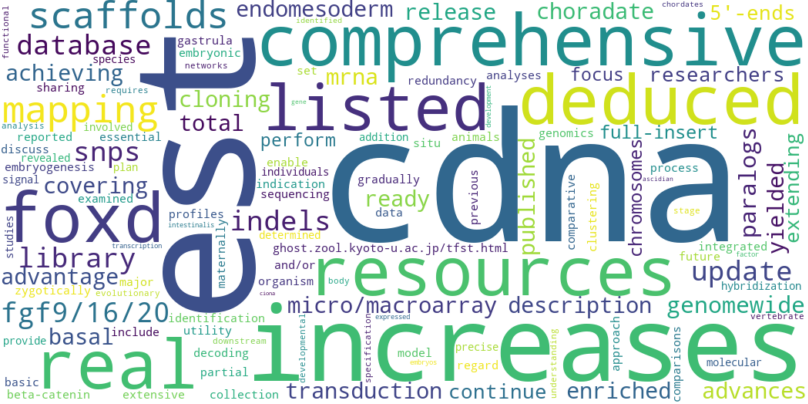 functional scaffolds endomesoderm release identified choradate chordates 5'-ends
database gastrula species embryonic networks comprehensive
achieving sharing requires est set mrna redundancy analyses focus researchers
mapping cloning listed development deduced
analysis involved total gene
reported essential perform addition situ animals genomics full-insert
discuss revealed plan snps enable published cdna chromosomes process paralogs yielded extending
embryogenesis individuals indication sequencing gradually previous comparative clustering ascidian
signal covering profiles ready stage
examined intestinalis maternally indels data
studies foxd transcription determined ghost.zool.kyoto-u.ac.jp/tfst.html integrated factor
library major and/or future update
advantage zygotically evolutionary organism body resources hybridization
ciona micro/macroarray description genomewide
fgf9/16/20 identification increases vertebrate
provide basal include utility downstream developmental specification expressed model embryos precise approach understanding comparisons
real decoding partial regard molecular
basic transduction continue enriched advances
beta-catenin extensive collection